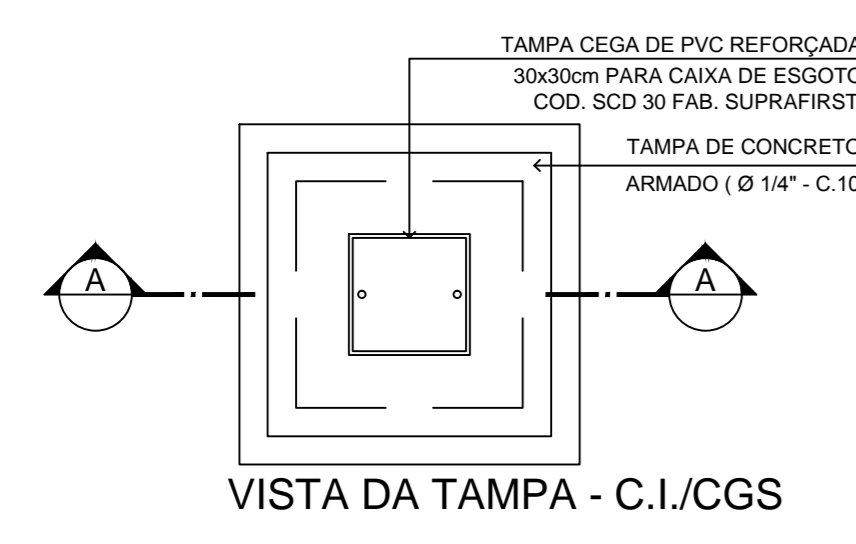 TAMPA CEGA DE PVC REFORÇADA
30x30cm PARA CAIXA DE ESGOTO
COD. SCD 30 FAB. SUPRAFIRST
TAMPA DE CONCRETO
ARMADO ( Ø 1/4" - C.10
A
A
VISTA DA TAMPA - C.I./CGS